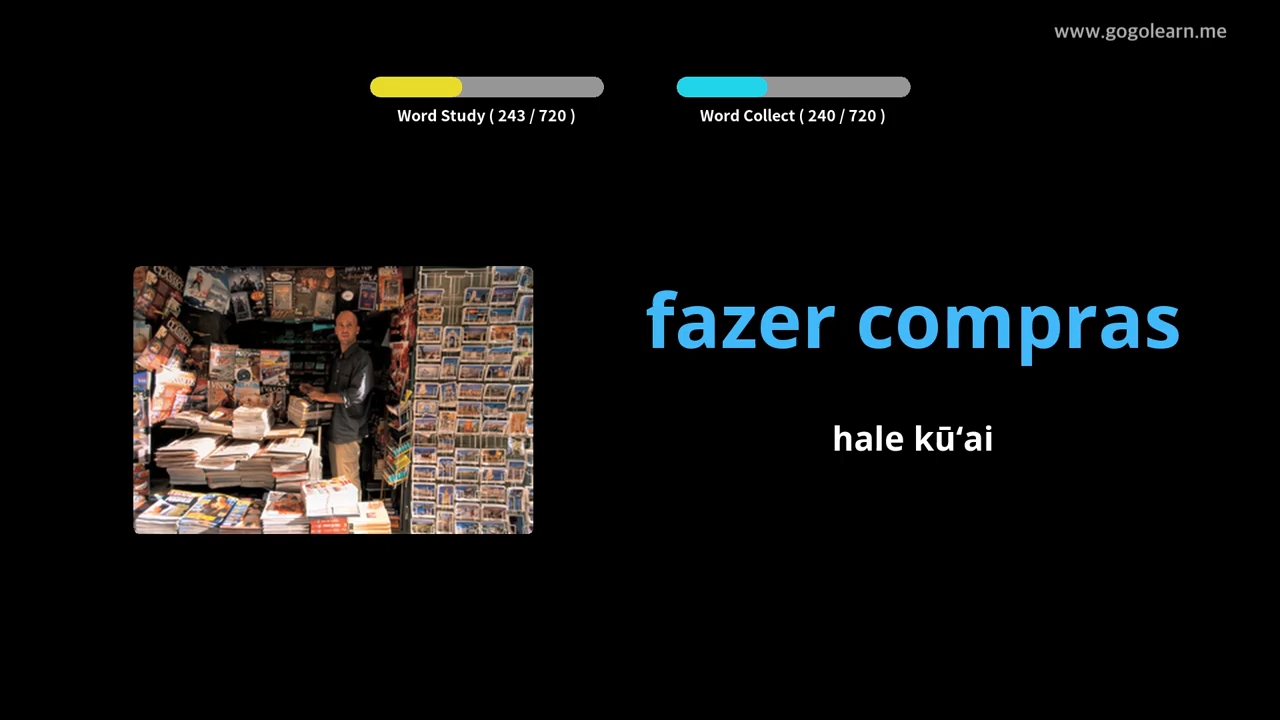 www.gogolearn.me
Word Study ( 243 / 720 )
Word Collect ( 240 / 720 )
fazer compras
hale kūʻai